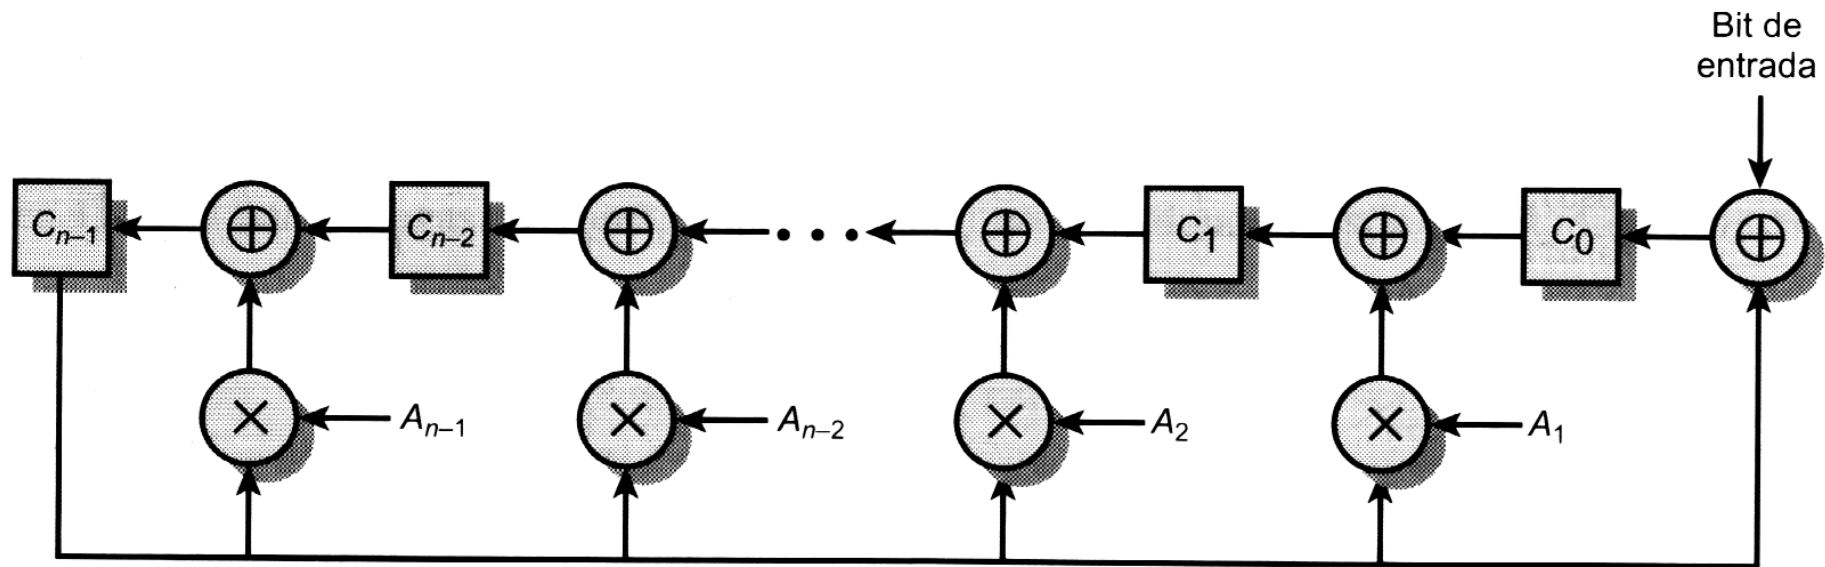 Bit de
entrada
Cn–1
Cn–2
C1
C0
An–1
An–2
A2
A1